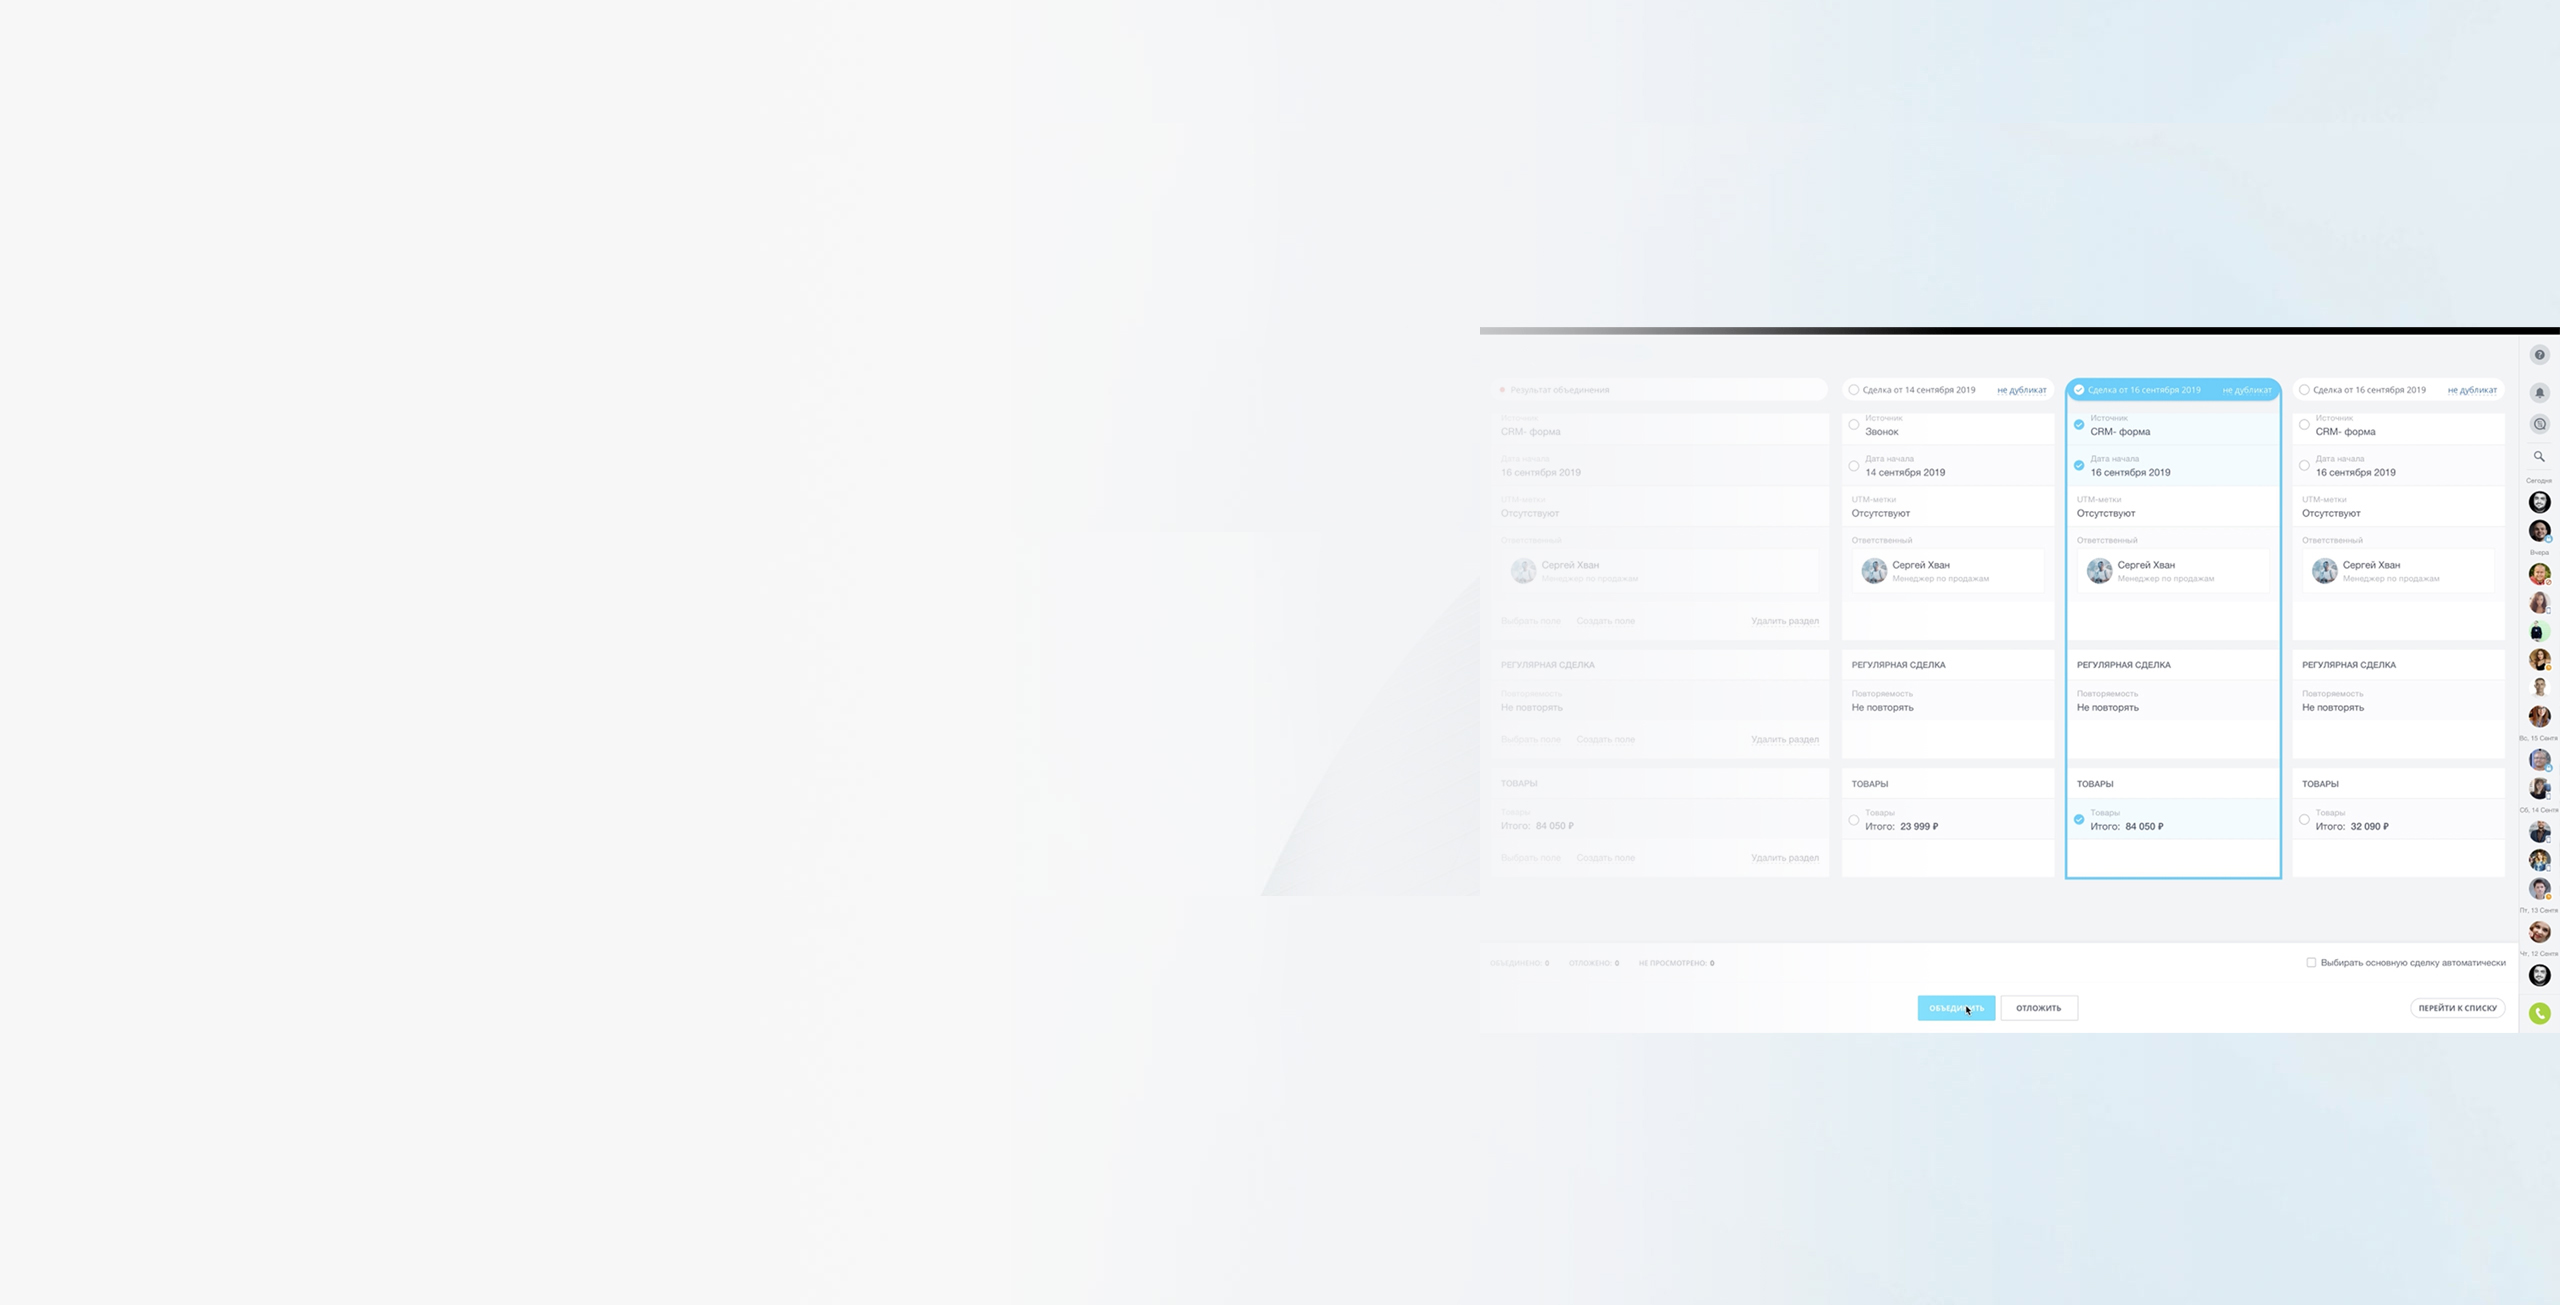 Результат объединения
Источник
CRM- форма
Дата начала
16 сентября 2019
UTM-метки
Отсутствуют
Ответственный
Сергей Хван
Менеджер по продажам
Выбрать поле Создать поле Удалить раздел
РЕГУЛЯРНАЯ СДЕЛКА
Повторяемость
Не повторять
Выбрать поле Создать поле Удалить раздел
ТОВАРЫ
Товары
Итого: 84 050 ₽
Выбрать поле Создать поле Удалить раздел
Сделка от 14 сентября 2019 не дубликат
Источник
Звонок
Дата начала
14 сентября 2019
UTM-метки
Отсутствуют
Ответственный
Сергей Хван
Менеджер по продажам
РЕГУЛЯРНАЯ СДЕЛКА
Повторяемость
Не повторять
ТОВАРЫ
Товары
Итого: 23 999 ₽
Сделка от 16 сентября 2019 не дубликат
Источник
CRM- форма
Дата начала
16 сентября 2019
UTM-метки
Отсутствуют
Ответственный
Сергей Хван
Менеджер по продажам
РЕГУЛЯРНАЯ СДЕЛКА
Повторяемость
Не повторять
ТОВАРЫ
Товары
Итого: 84 050 ₽
Сделка от 16 сентября 2019 не дубликат
Источник
CRM- форма
Дата начала
16 сентября 2019
UTM-метки
Отсутствуют
Ответственный
Сергей Хван
Менеджер по продажам
РЕГУЛЯРНАЯ СДЕЛКА
Повторяемость
Не повторять
ТОВАРЫ
Товары
Итого: 32 090 ₽
ОБЪЕДИНЕНО: 0 ОТЛОЖЕНО: 0 НЕ ПРОСМОТРЕНО: 0
Выбирать основную сделку автоматически
ОБЪЕДИНИТЬ ОТЛОЖИТЬ ПЕРЕЙТИ К СПИСКУ
Сегодня
Вчера
Вс, 15 Сентя
Сб, 14 Сентя
Пт, 13 Сентя
Чт, 12 Сентя